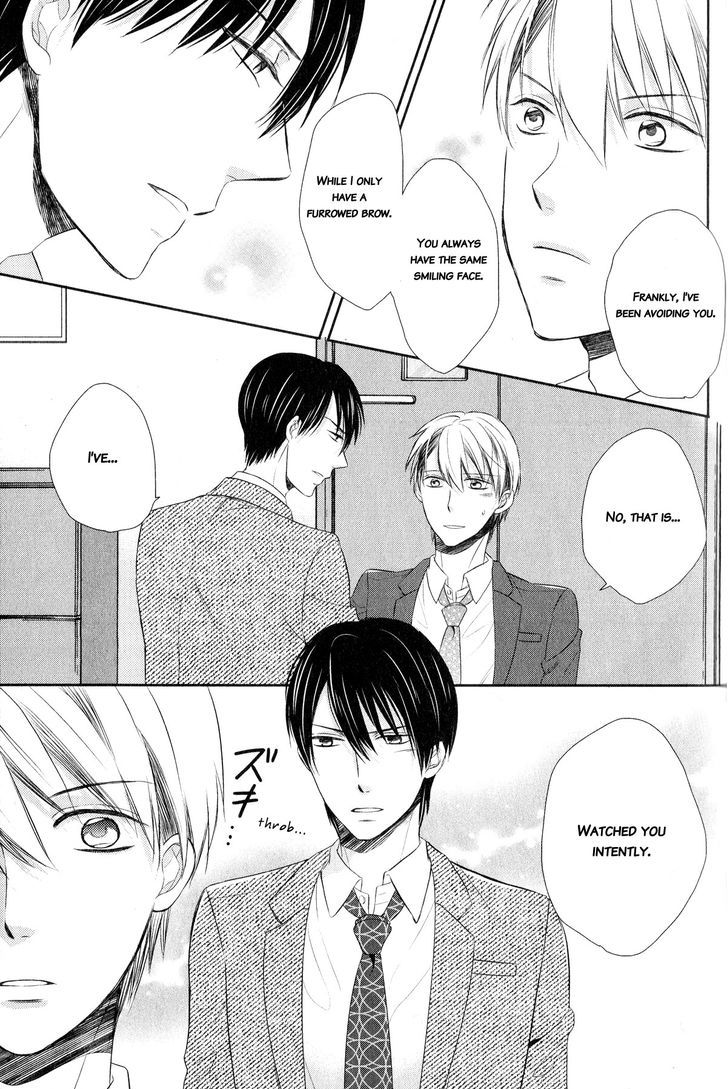 FRANKLY, I'VE
BEEN AVOIDING YOU.
YOU ALWAYS
HAVE THE SAME
SMILING FACE.
WHILE I ONLY
HAVE A
FURROWED BROW.
NO, THAT IS...
I'VE...
WATCHED YOU
INTENTLY.
ズキ…
throb...